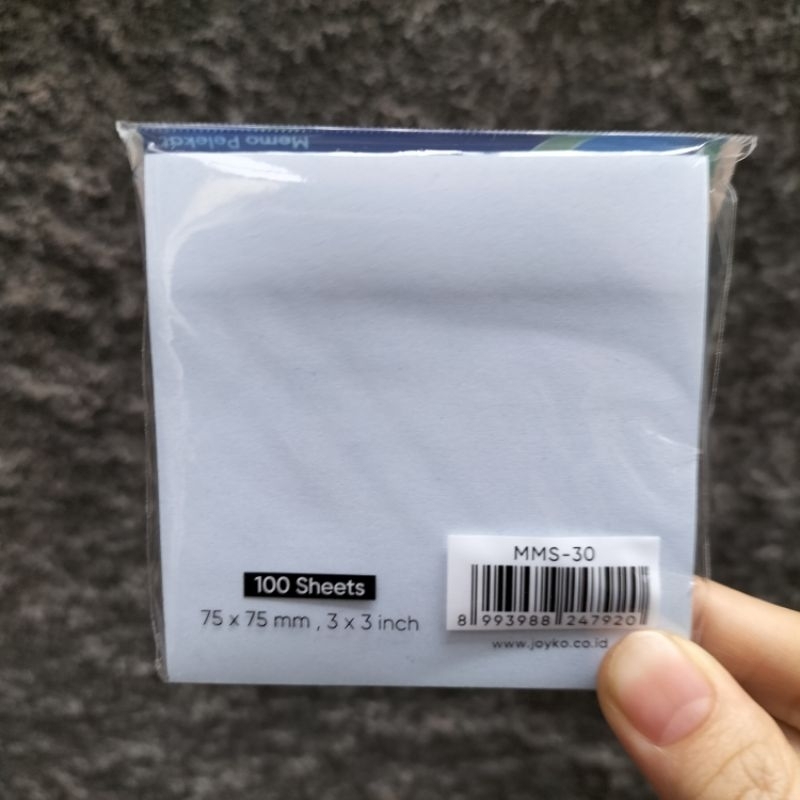 Memo Pelekat
100 Sheets
75 x 75 mm , 3 x 3 inch
MMS-30
8 993988 247920
www.joyko.co.id